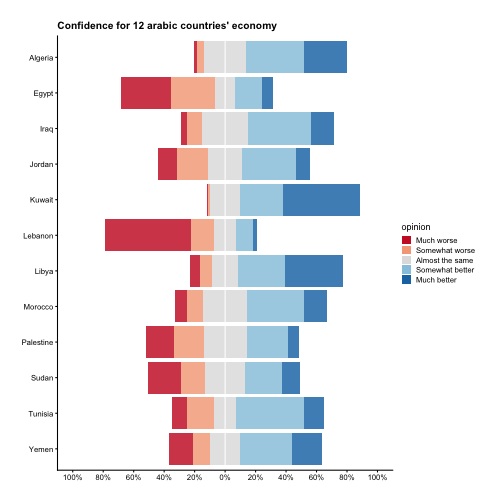 Confidence for 12 arabic countries' economy
Algeria
Egypt
Iraq
Jordan
Kuwait
Lebanon
Libya
Morocco
Palestine
Sudan
Tunisia
Yemen
100% 80% 60% 40% 20% 0% 20% 40% 60% 80% 100%
opinion
Much worse
Somewhat worse
Almost the same
Somewhat better
Much better